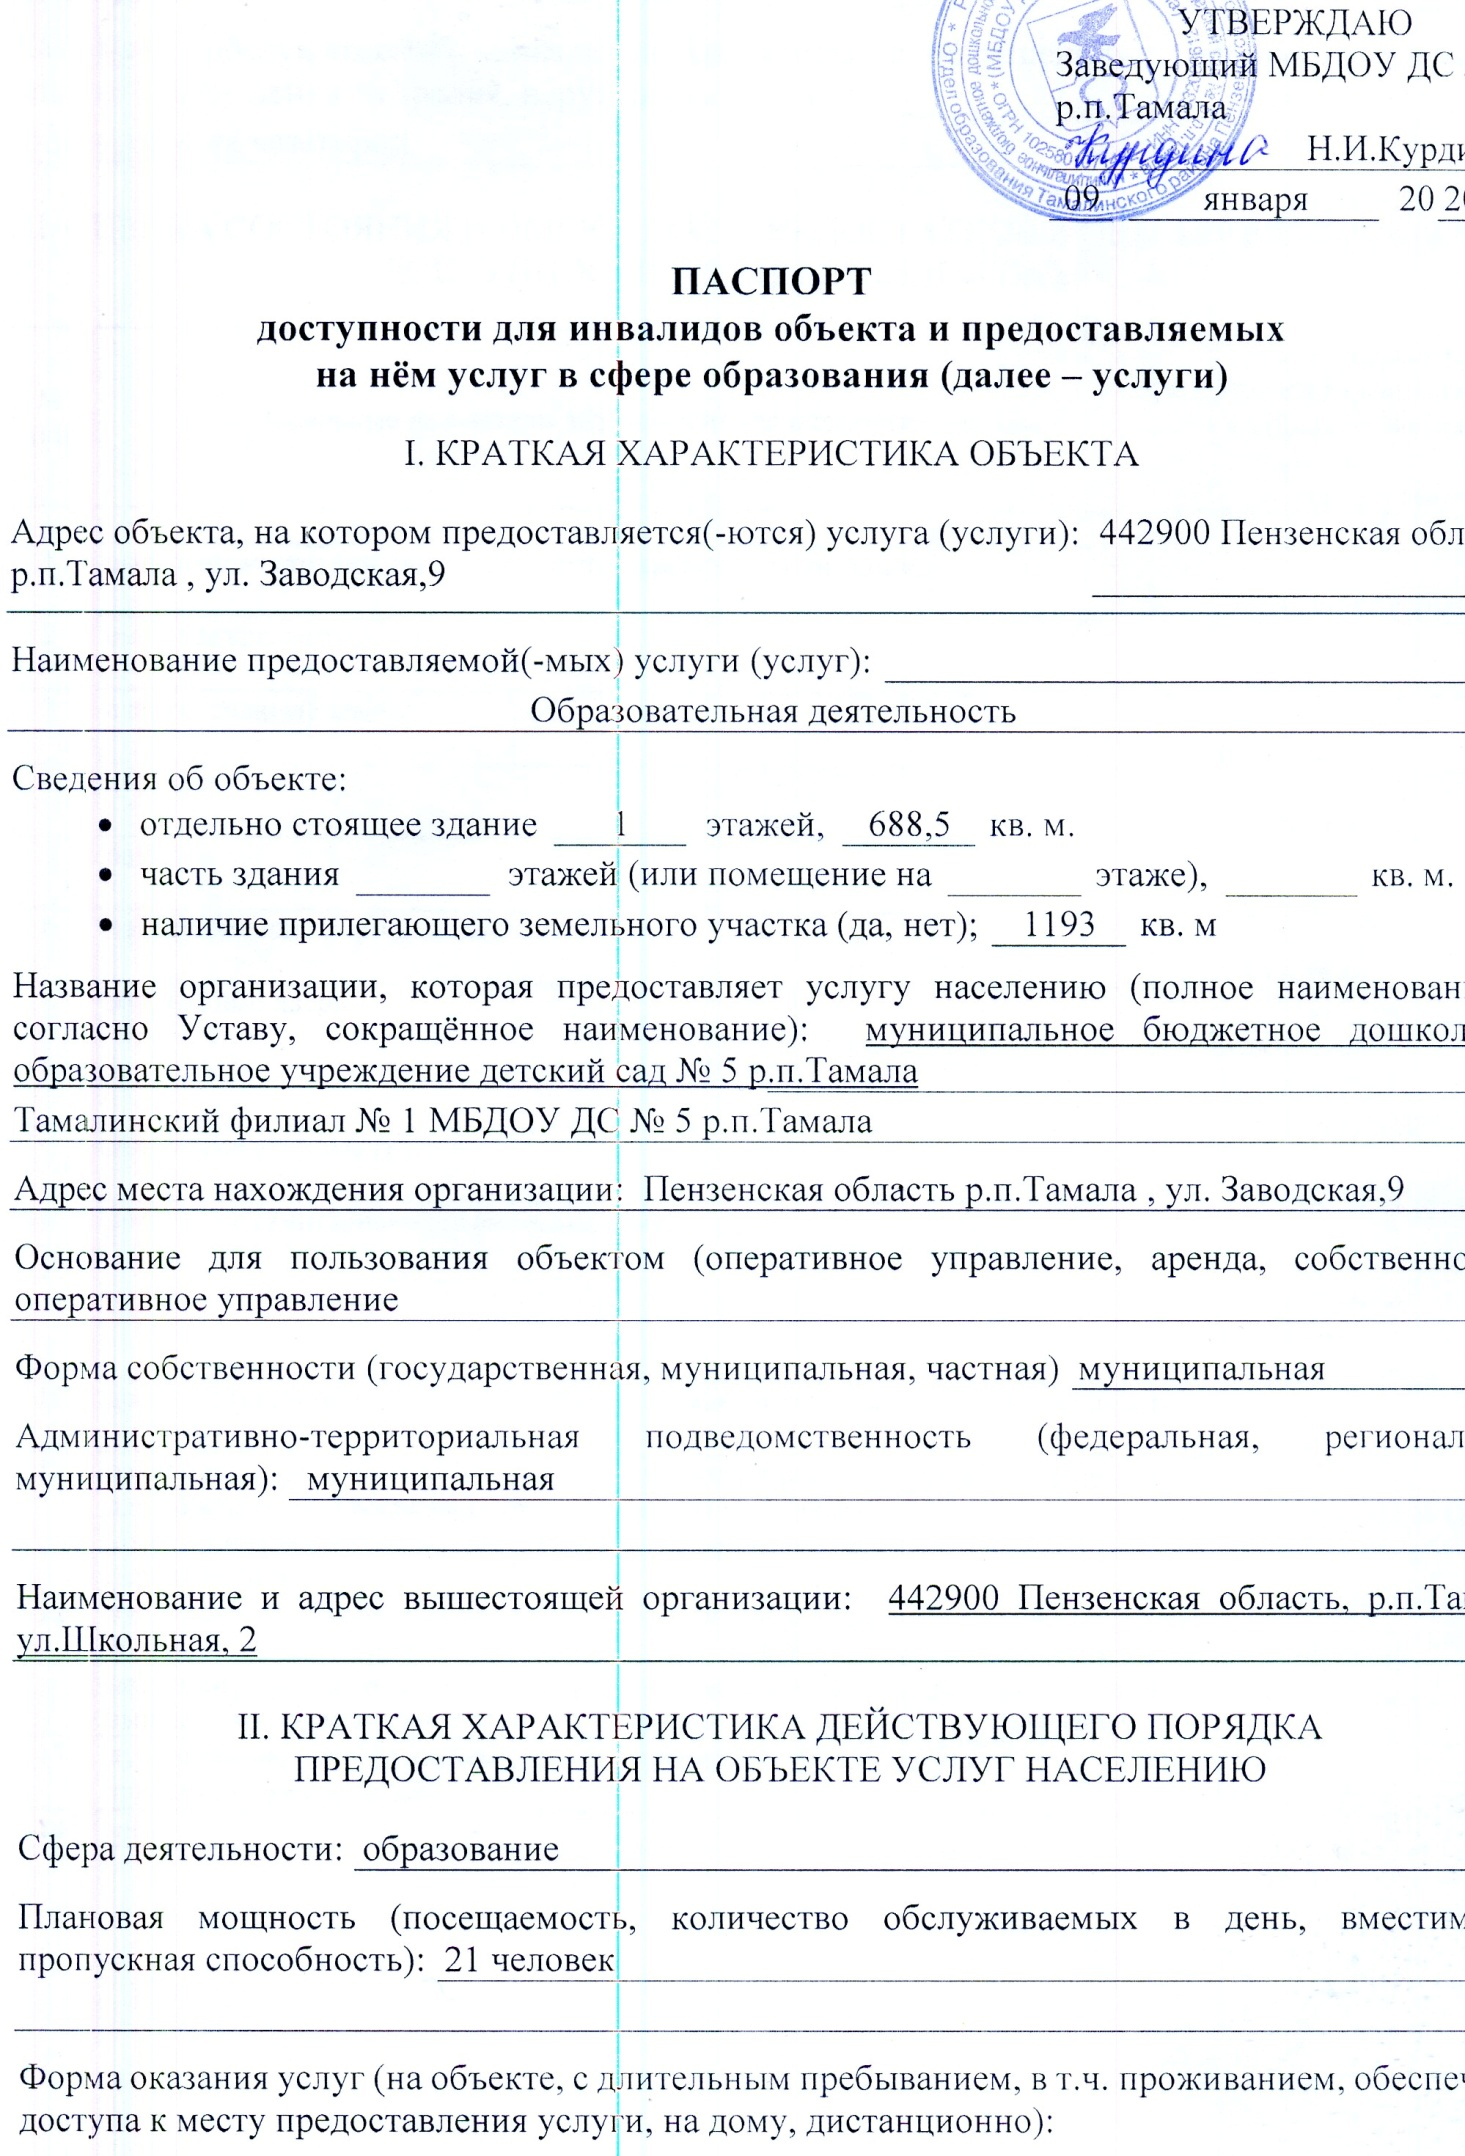 УТВЕРЖДАЮ
Заведующий МБДОУ ДС
р.п.Тамала
Н.И.Курди
09 января 20 20
ПАСПОРТ
доступности для инвалидов объекта и предоставляемых
на нём услуг в сфере образования (далее – услуги)
I. КРАТКАЯ ХАРАКТЕРИСТИКА ОБЪЕКТА
Адрес объекта, на котором предоставляется(-ются) услуга (услуги): 442900 Пензенская обл
р.п.Тамала , ул. Заводская,9
Наименование предоставляемой(-мых) услуги (услуг):
Образовательная деятельность
Сведения об объекте:
• отдельно стоящее здание 1 этажей, 688,5 кв. м.
• часть здания ________ этажей (или помещение на ________ этаже), ________ кв. м.
• наличие прилегающего земельного участка (да, нет); 1193 кв. м
Название организации, которая предоставляет услугу населению (полное наименован
согласно Уставу, сокращённое наименование): муниципальное бюджетное дошкол
образовательное учреждение детский сад № 5 р.п.Тамала
Тамалинский филиал № 1 МБДОУ ДС № 5 р.п.Тамала
Адрес места нахождения организации: Пензенская область р.п.Тамала , ул. Заводская,9
Основание для пользования объектом (оперативное управление, аренда, собственно
оперативное управление
Форма собственности (государственная, муниципальная, частная) муниципальная
Административно-территориальная подведомственность (федеральная, регионал
муниципальная): муниципальная
Наименование и адрес вышестоящей организации: 442900 Пензенская область, р.п.Та
ул.Школьная, 2
II. КРАТКАЯ ХАРАКТЕРИСТИКА ДЕЙСТВУЮЩЕГО ПОРЯДКА
ПРЕДОСТАВЛЕНИЯ НА ОБЪЕКТЕ УСЛУГ НАСЕЛЕНИЮ
Сфера деятельности: образование
Плановая мощность (посещаемость, количество обслуживаемых в день, вместим
пропускная способность): 21 человек
Форма оказания услуг (на объекте, с длительным пребыванием, в т.ч. проживанием, обеспе
доступа к месту предоставления услуги, на дому, дистанционно):